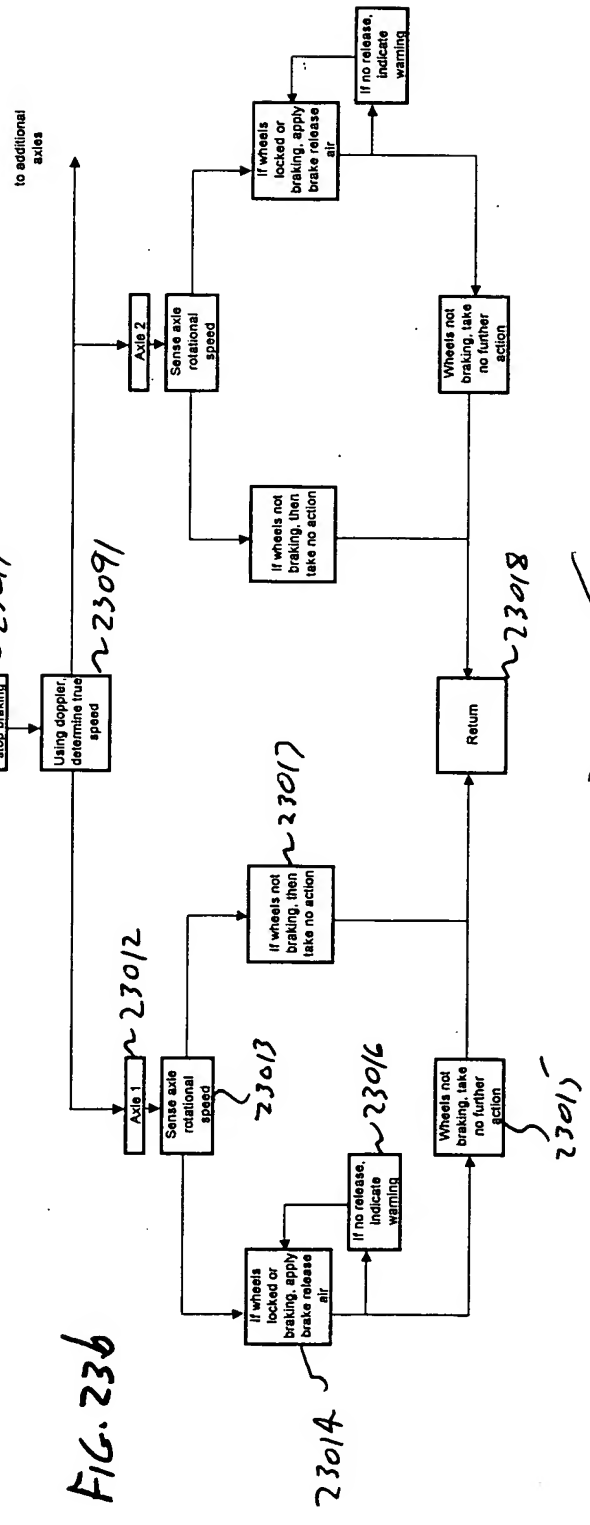 FIG. 23b
stop braking
Using doppler,
determine true
speed
~23091
to additional
axles
Axle 1
~23012
Sense axle
rotational
speed
23013
If wheels
locked or
braking, apply
brake release
air
23014
If no release,
indicate
warning
~23016
If wheels not
braking, then
take no action
~23017
Wheels not
braking, take
no further
action
23015
Return
~23018
Axle 2
Sense axle
rotational
speed
If wheels not
braking, then
take no action
If wheels
locked or
braking, apply
brake release
air
If no release,
indicate
warning
Wheels not
braking, take
no further
action